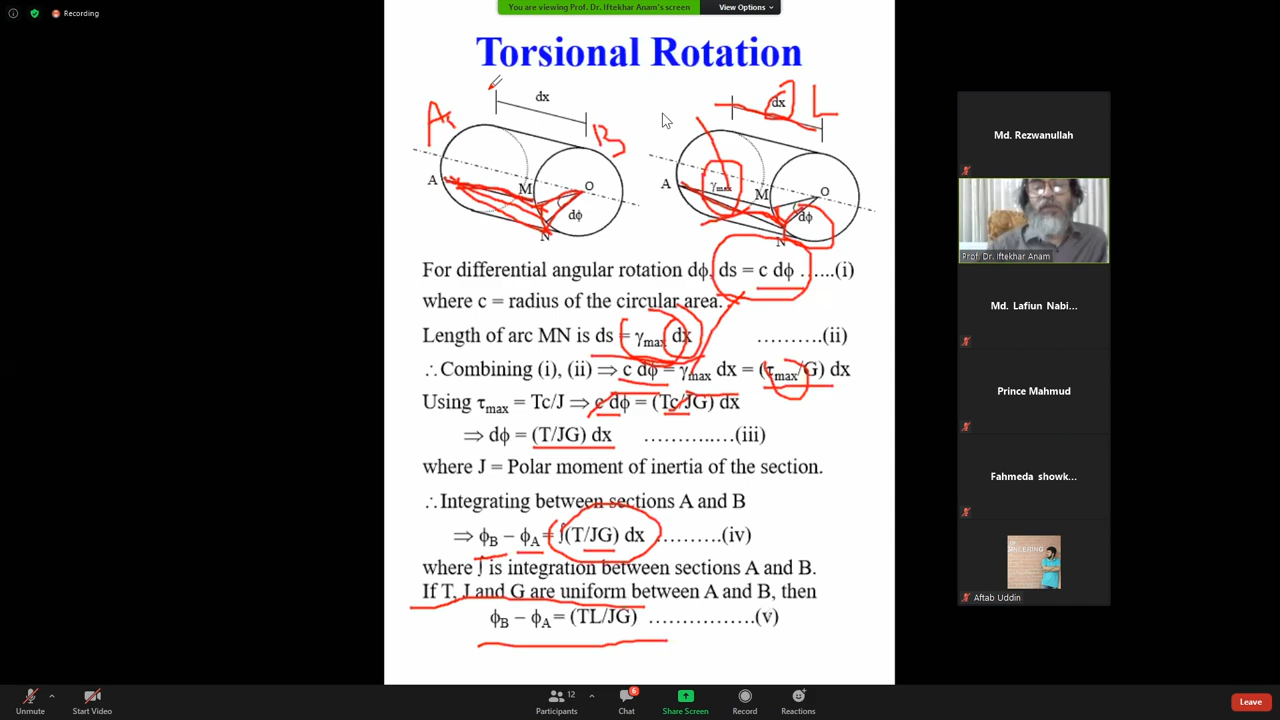 Recording
You are viewing Prof. Dr. Iftekhar Anam's screen
View Options
Torsional Rotation
dx
A
B
A
M
O
dϕ
N
dx
L
A
γmax
M
O
dϕ
N
For differential angular rotation dϕ, ds = c dϕ ……(i)
where c = radius of the circular area.
Length of arc MN is ds = γmax dx ……….(ii)
∴Combining (i), (ii) ⇒ c dϕ = γmax dx = (τmax/G) dx
Using τmax = Tc/J ⇒ c dϕ = (Tc/JG) dx
⇒ dϕ = (T/JG) dx ………..…(iii)
where J = Polar moment of inertia of the section.
∴Integrating between sections A and B
⇒ ϕB – ϕA = ∫(T/JG) dx ……….(iv)
where ∫ is integration between sections A and B.
If T, J and G are uniform between A and B, then
ϕB – ϕA = (TL/JG) …………….(v)
Md. Rezwanullah
Prof. Dr. Iftekhar Anam
Md. Lafiun Nabi...
Prince Mahmud
Fahmeda showk...
Aftab Uddin
Unmute
Start Video
12
Participants
6
Chat
Share Screen
Record
Reactions
Leave